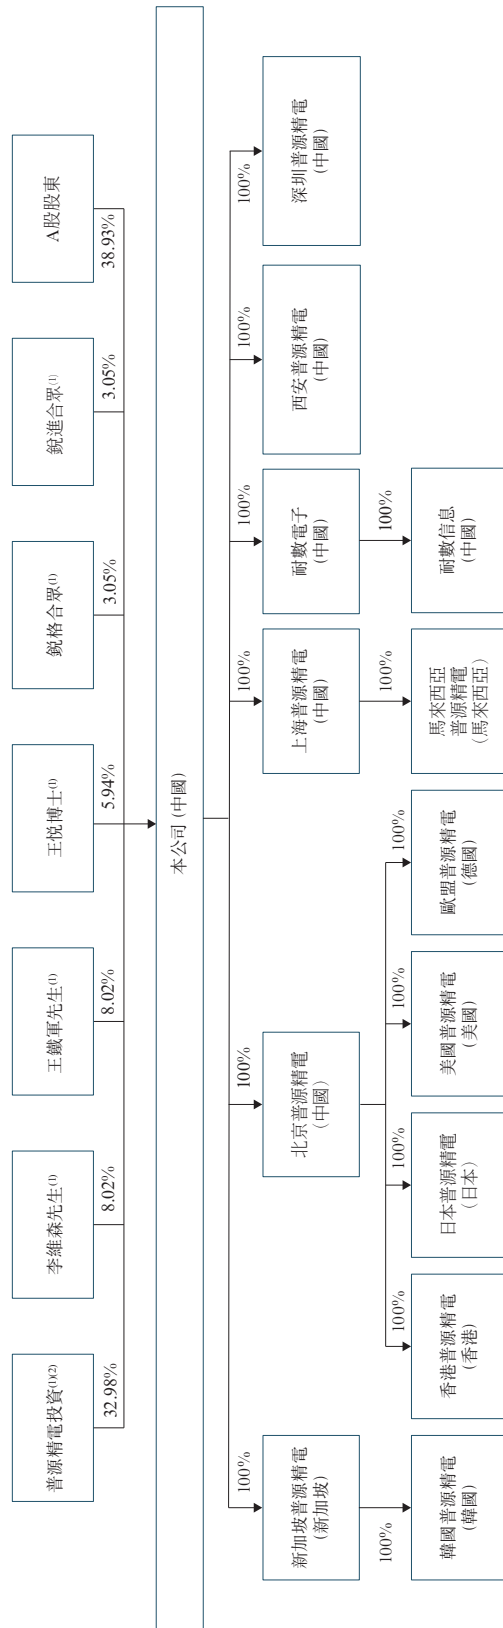 普源精電投資(1)(2)
李維森先生(1)
王鐵軍先生(1)
王悅博士(1)
銳格合眾(1)
銳進合眾(1)
A股股東
32.98%
8.02%
8.02%
5.94%
3.05%
3.05%
38.93%
本公司 (中國)
100%
100%
100%
100%
100%
100%
新加坡普源精電
(新加坡)
北京普源精電
(中國)
上海普源精電
(中國)
耐數電子
(中國)
西安普源精電
(中國)
深圳普源精電
(中國)
100%
100%
100%
100%
100%
100%
100%
韓國普源精電
(韓國)
香港普源精電
(香港)
日本普源精電
(日本)
美國普源精電
(美國)
歐盟普源精電
(德國)
馬來西亞
普源精電
(馬來西亞)
耐數信息
(中國)